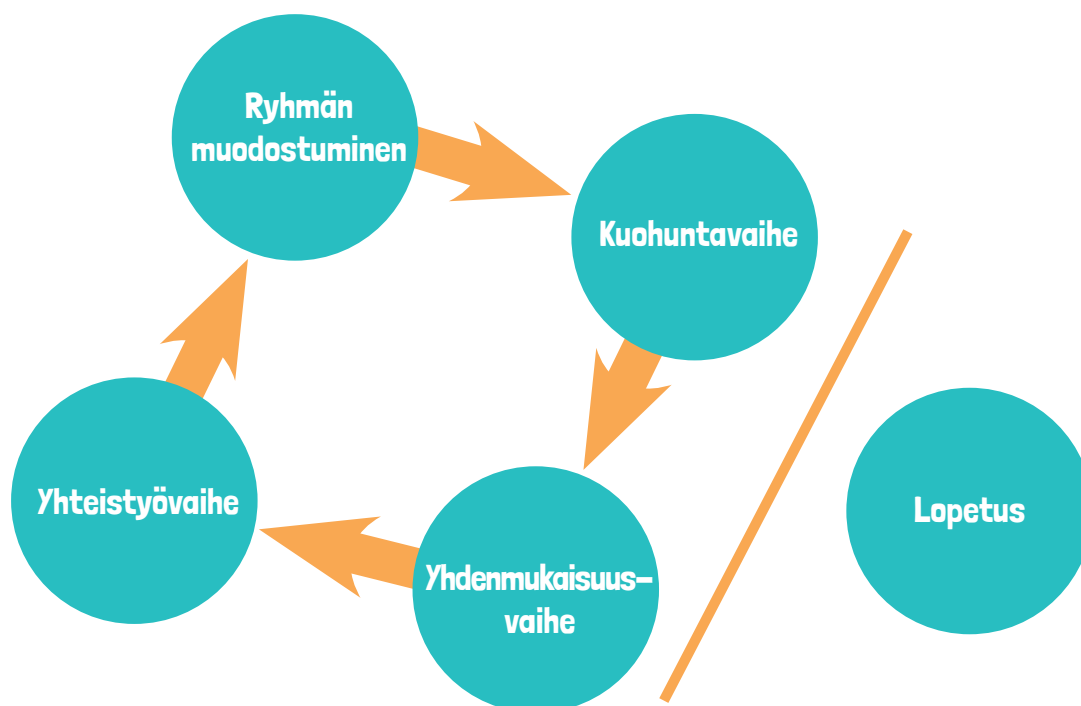 Ryhmän
muodostuminen
Kuohuntavaihe
Yhdenmukaisuus-
vaihe
Yhteistyövaihe
Lopetus